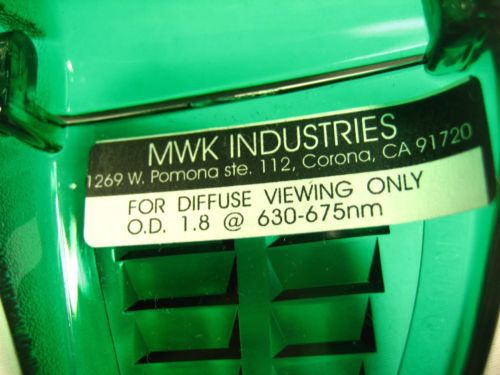 MWK INDUSTRIES
1269 W. Pomona ste. 112, Corona, CA 91720
FOR DIFFUSE VIEWING ONLY
O.D. 1.8 @ 630-675nm